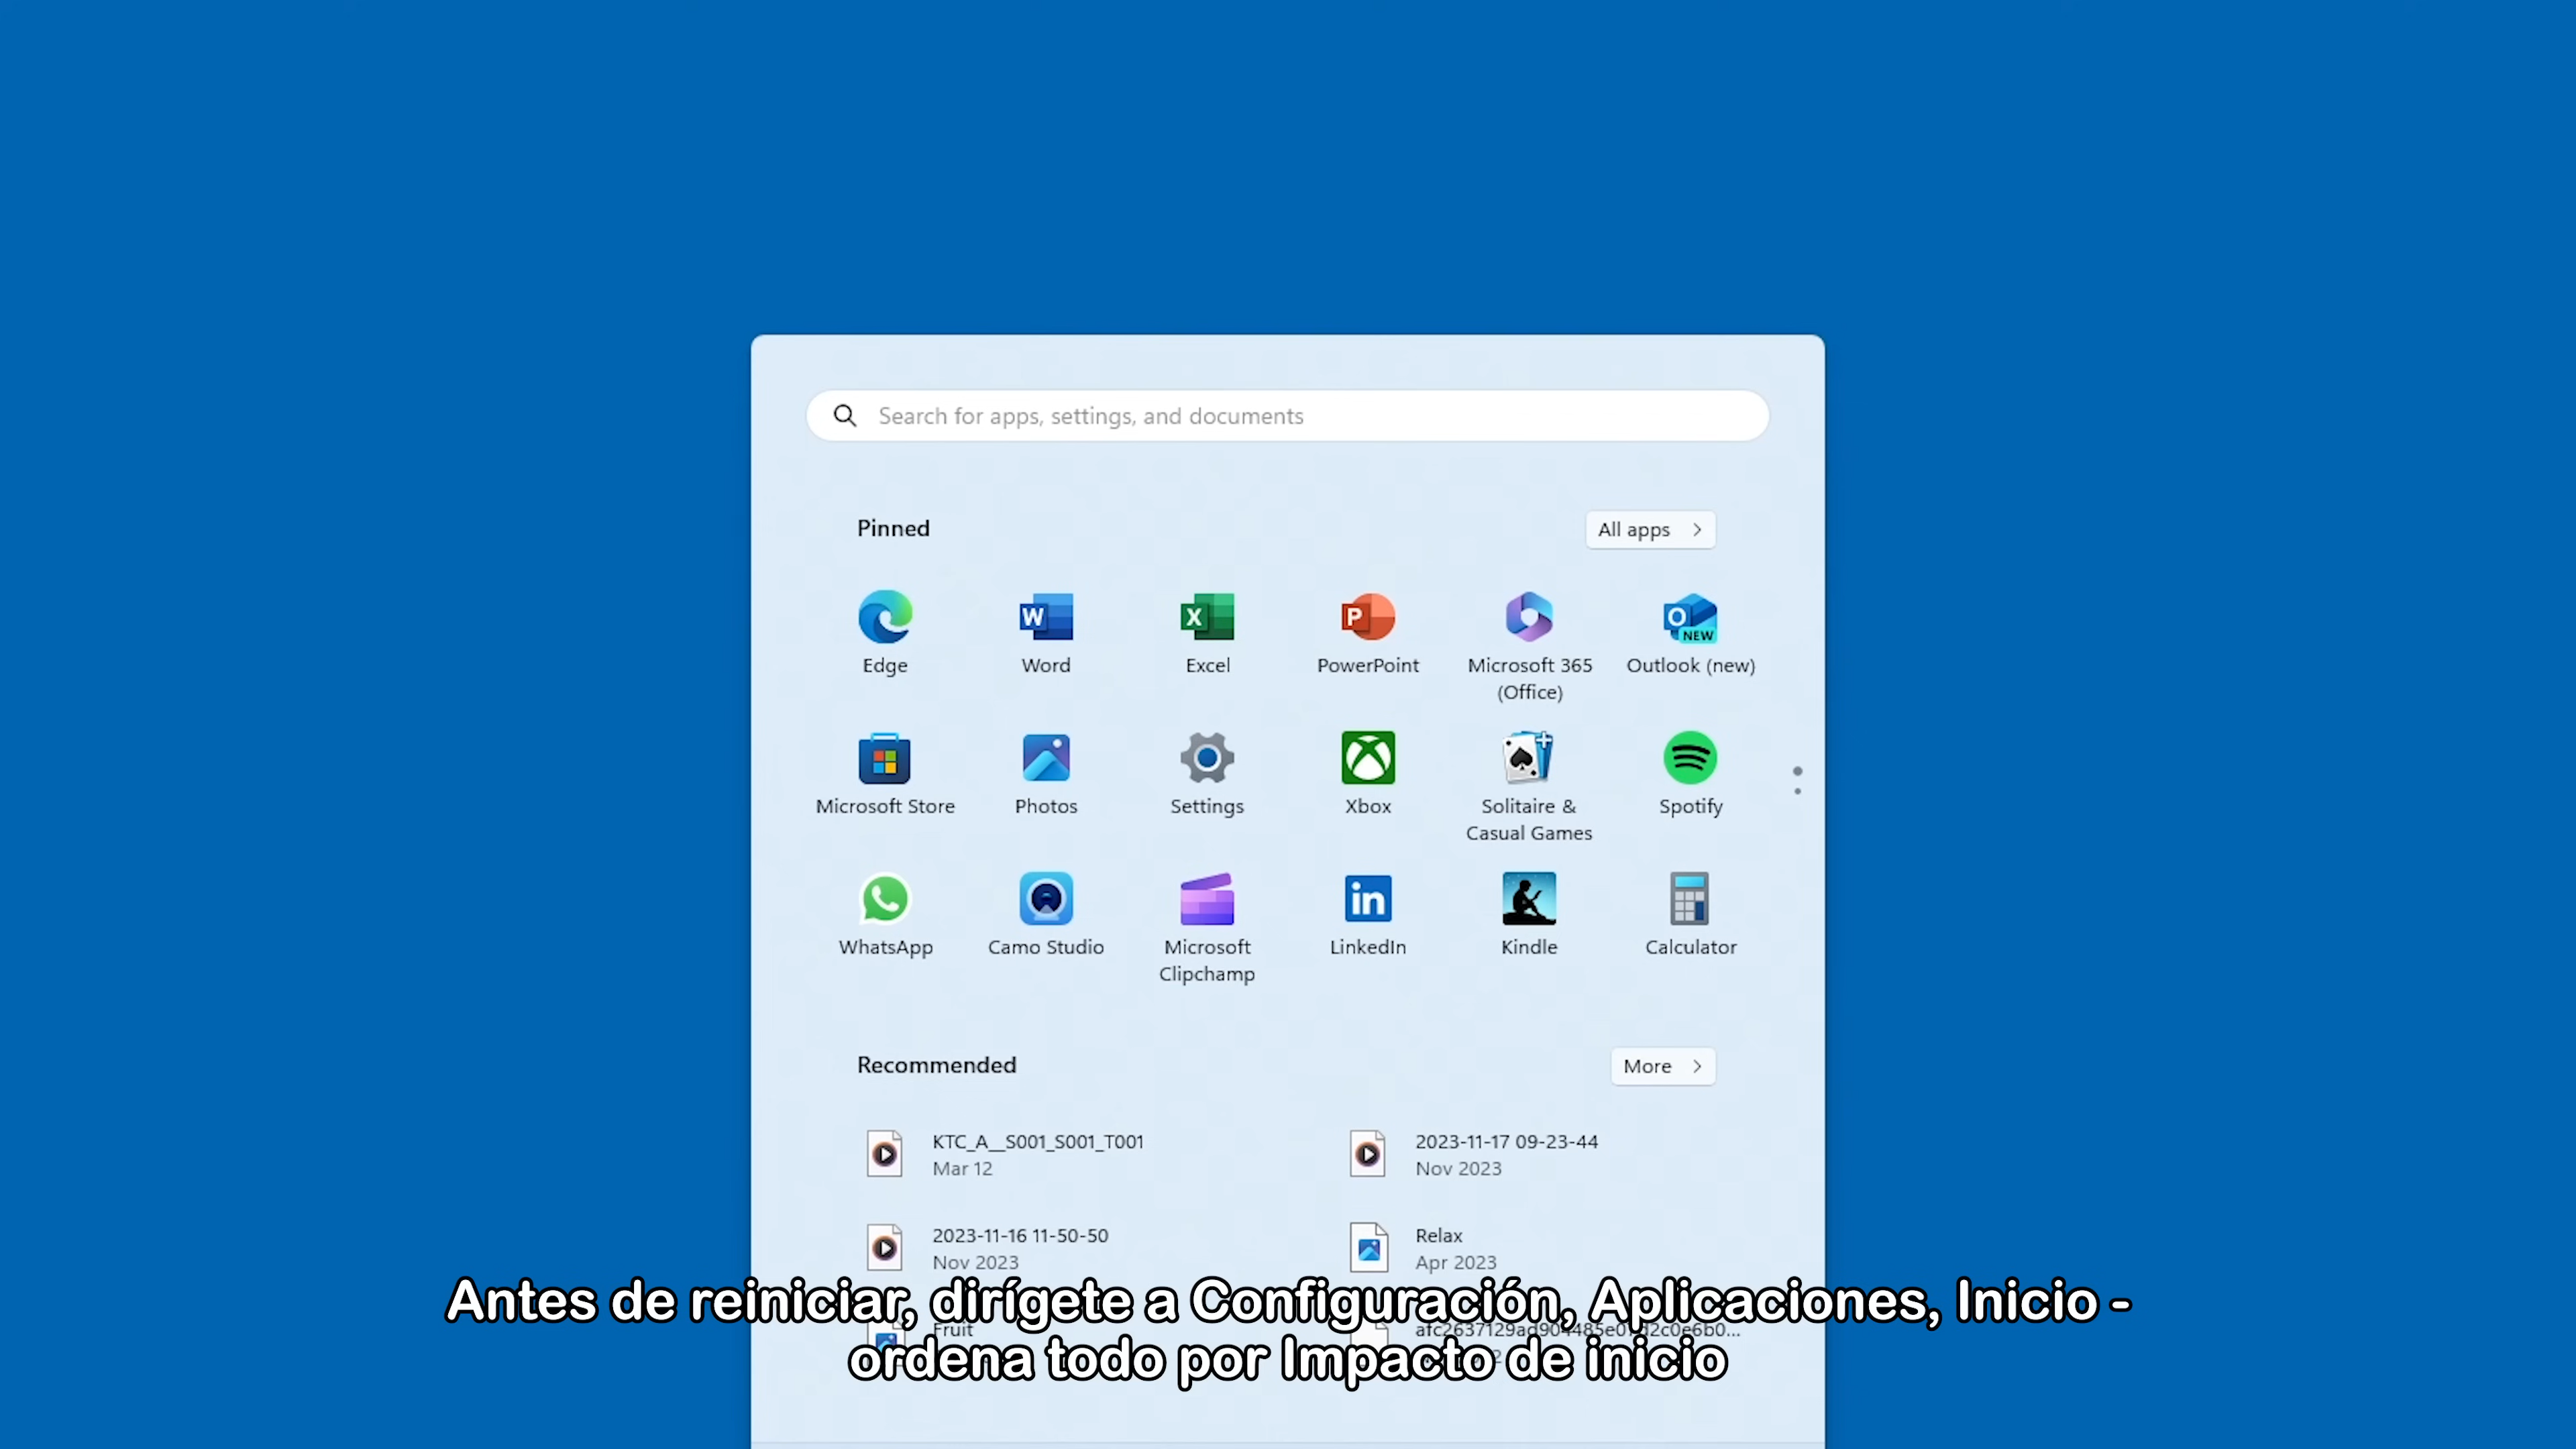 Search for apps, settings, and documents
Pinned
All apps
Edge
Word
Excel
PowerPoint
Microsoft 365
(Office)
Outlook (new)
NEW
Microsoft Store
Photos
Settings
Xbox
Solitaire &
Casual Games
Spotify
WhatsApp
Camo Studio
Microsoft
Clipchamp
LinkedIn
Kindle
Calculator
Recommended
More
KTC_A__S001_S001_T001
Mar 12
2023-11-17 09-23-44
Nov 2023
2023-11-16 11-50-50
Nov 2023
Relax
Apr 2023
Fruit
Antes de reiniciar, dirígete a Configuración, Aplicaciones, Inicio -
ordena todo por Impacto de inicio